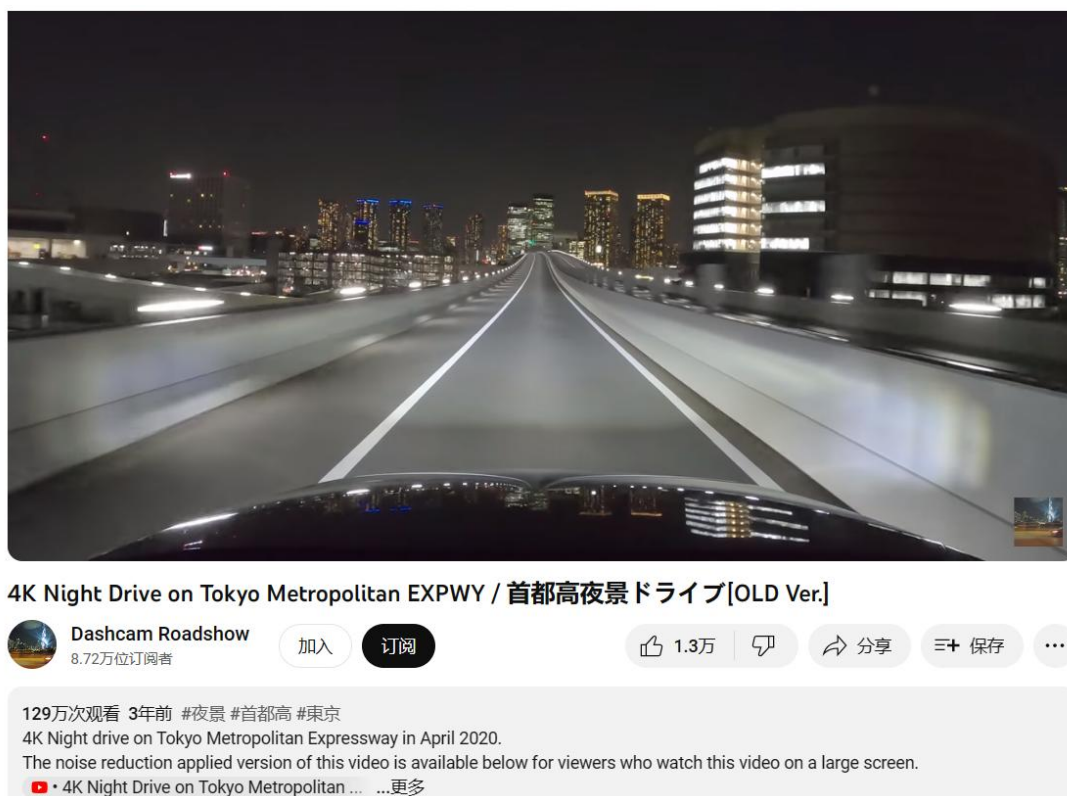 4K Night Drive on Tokyo Metropolitan EXPWY / 首都高夜景ドライブ[OLD Ver.]
Dashcam Roadshow
8.72万位订阅者
加入
订阅
1.3万
分享
保存
129万次观看 3年前 #夜景 #首都高 #東京
4K Night drive on Tokyo Metropolitan Expressway in April 2020.
The noise reduction applied version of this video is available below for viewers who watch this video on a large screen.
• 4K Night Drive on Tokyo Metropolitan ... ...更多